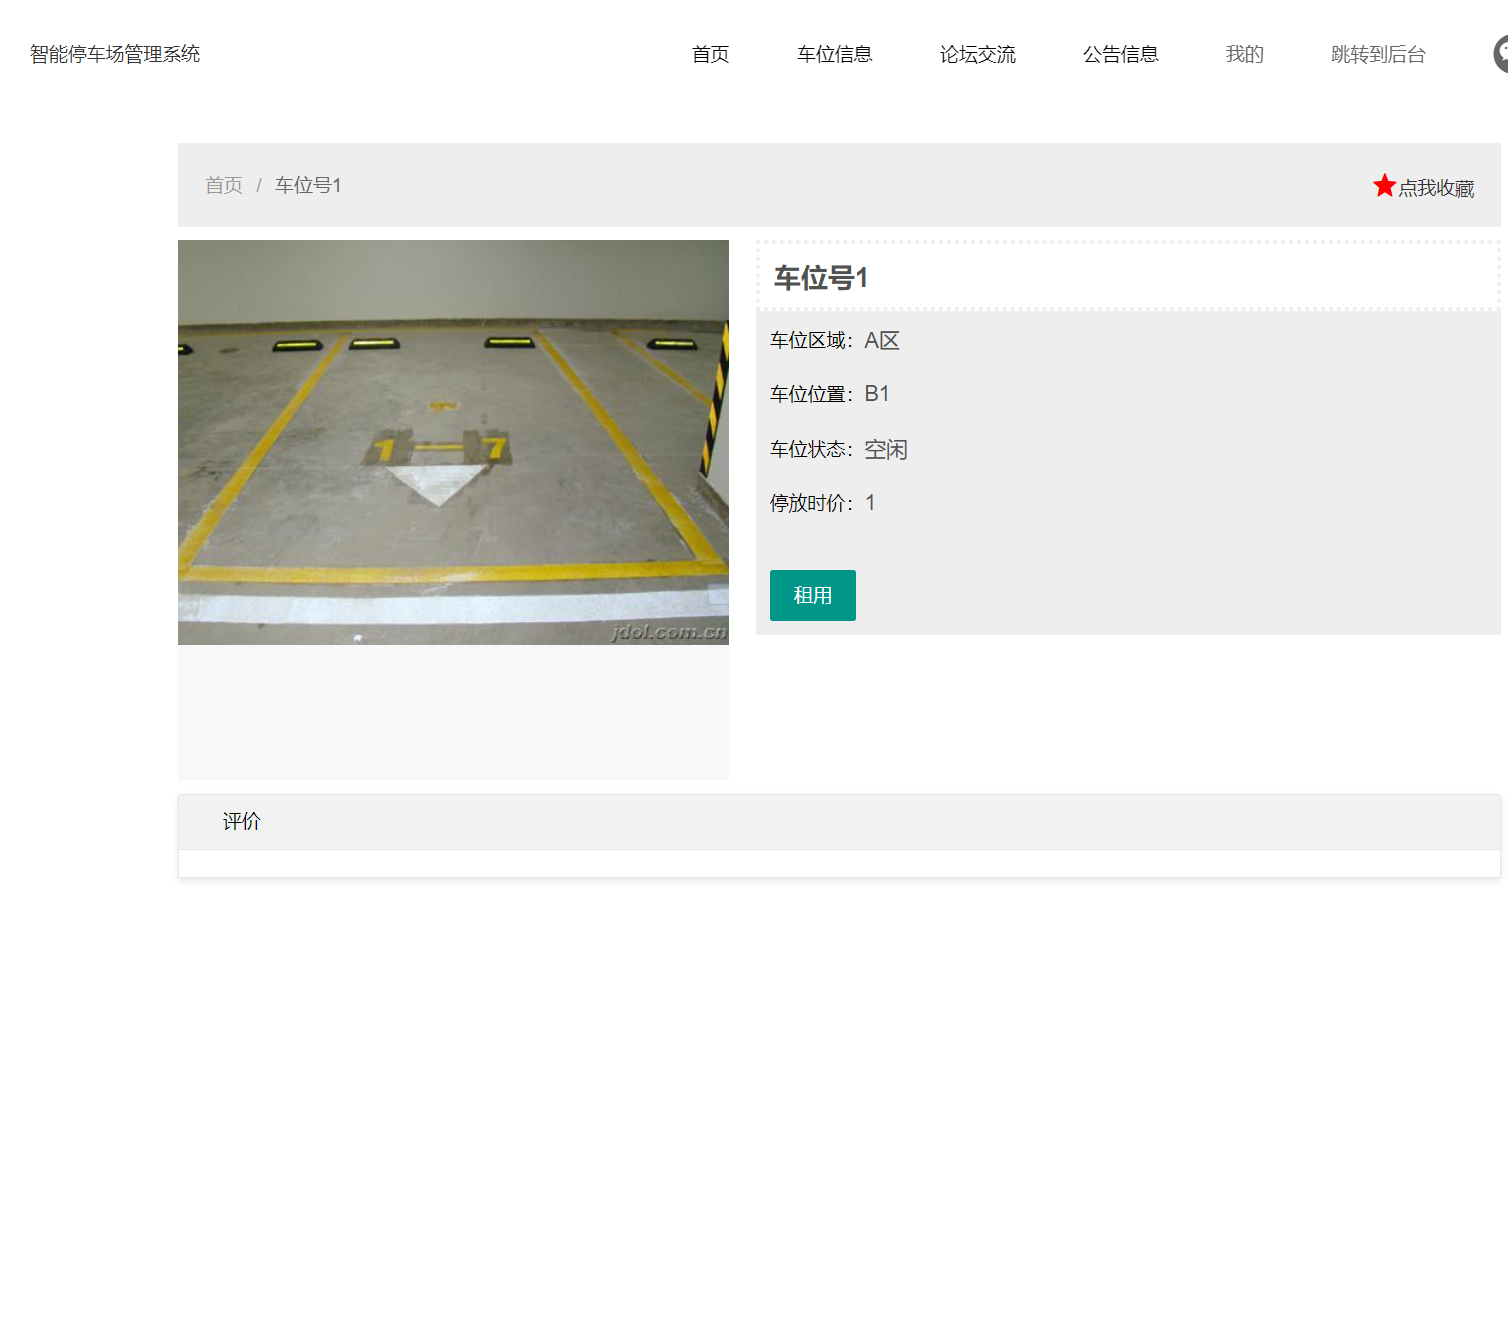 智能停车场管理系统
首页 车位信息 论坛交流 公告信息 我的 跳转到后台
首页 / 车位号1
点我收藏
1 — 7
jdol.com.cn
车位号1
车位区域：A区
车位位置：B1
车位状态：空闲
停放时价：1
租用
评价